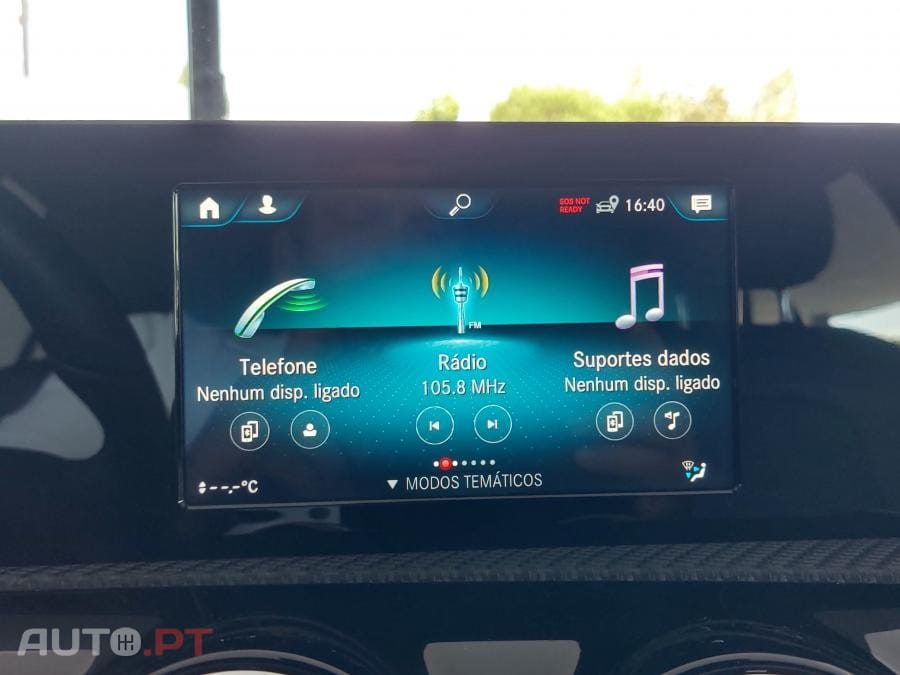 SOS NOT
READY
16:40
FM
Telefone
Nenhum disp. ligado
Rádio
105.8 MHz
Suportes dados
Nenhum disp. ligado
--,-°C
MODOS TEMÁTICOS
AUTO.PT